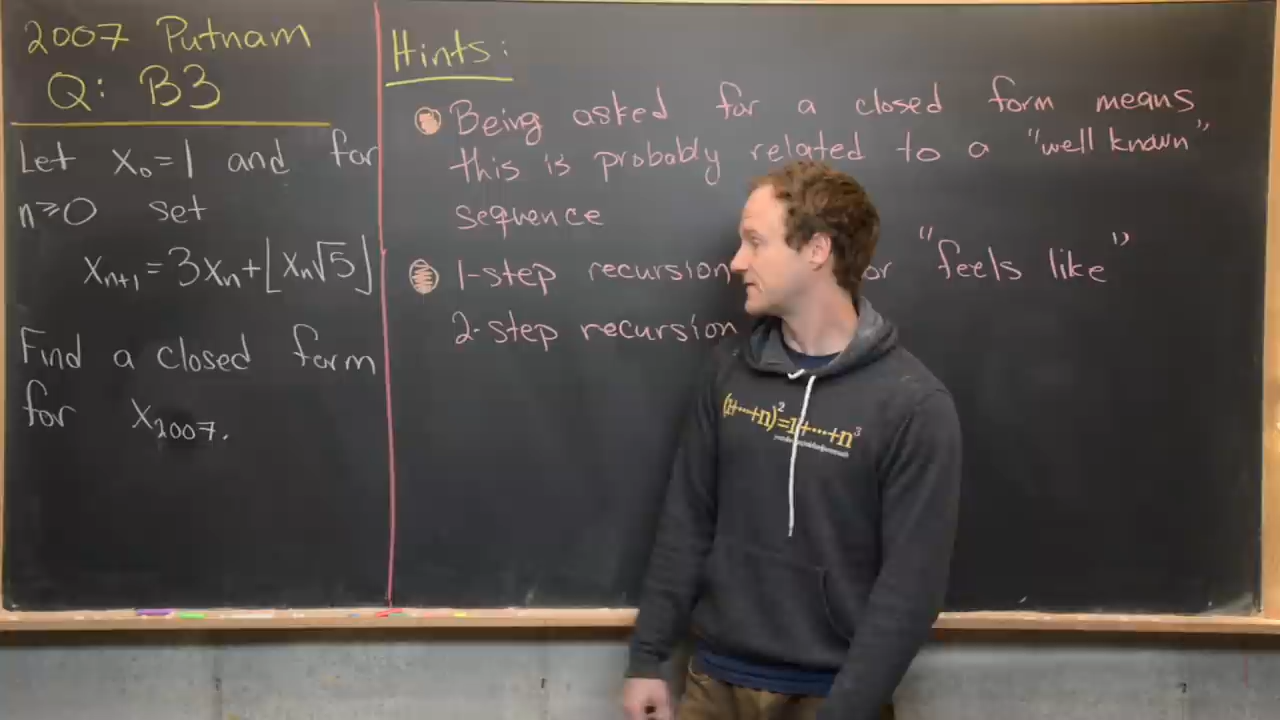 2007 Putnam
Q: B3
Let x₀=1 and for
n≥0 set
xₙ₊₁=3xₙ+⌊xₙ√5⌋
Find a closed form
for x₂₀₀₇.
Hints:
Being asked for a closed form means
this is probably related to a "well known"
sequence
1-step recursion or "feels like"
2-step recursion
(1+···+n)²=1³+···+n³